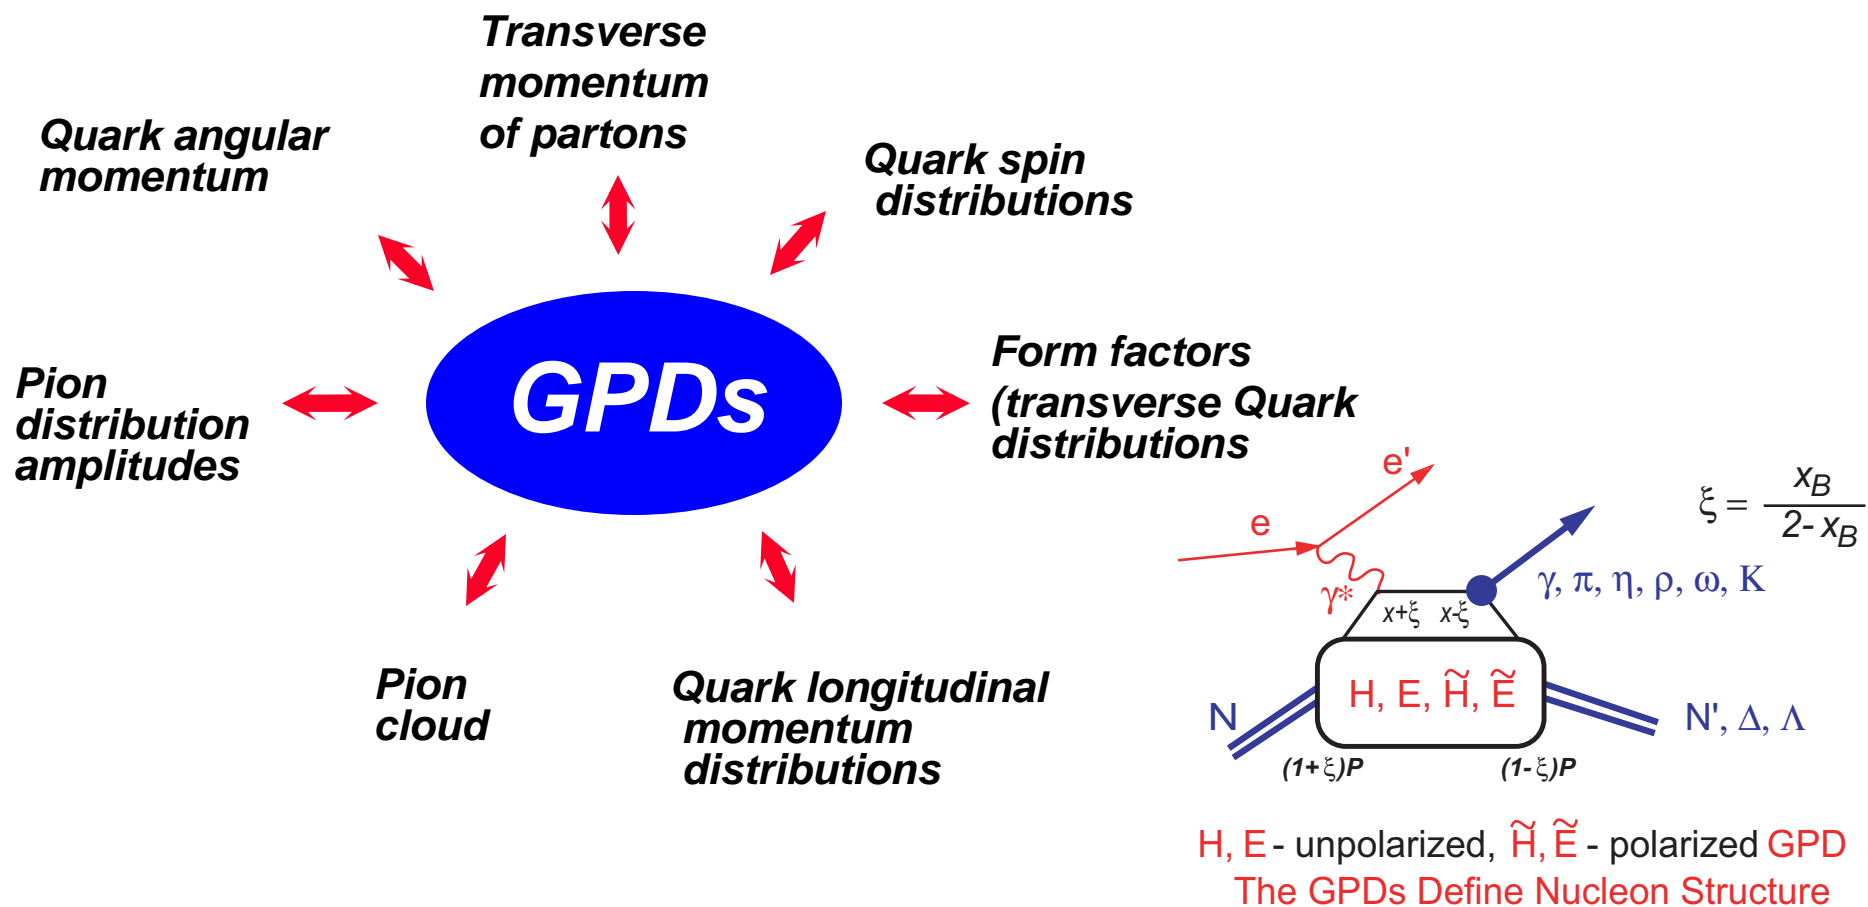 Transverse
momentum
of partons
Quark angular
momentum
Quark spin
distributions
GPDs
Pion
distribution
amplitudes
Form factors
(transverse Quark
distributions
Pion
cloud
Quark longitudinal
momentum
distributions
e'
e
γ*
ξ = x_B / 2- x_B
γ, π, η, ρ, ω, K
x+ξ x-ξ
H, E, H̃, Ẽ
N
N', Δ, Λ
(1+ξ)P
(1-ξ)P
H, E - unpolarized, H̃, Ẽ - polarized GPD
The GPDs Define Nucleon Structure